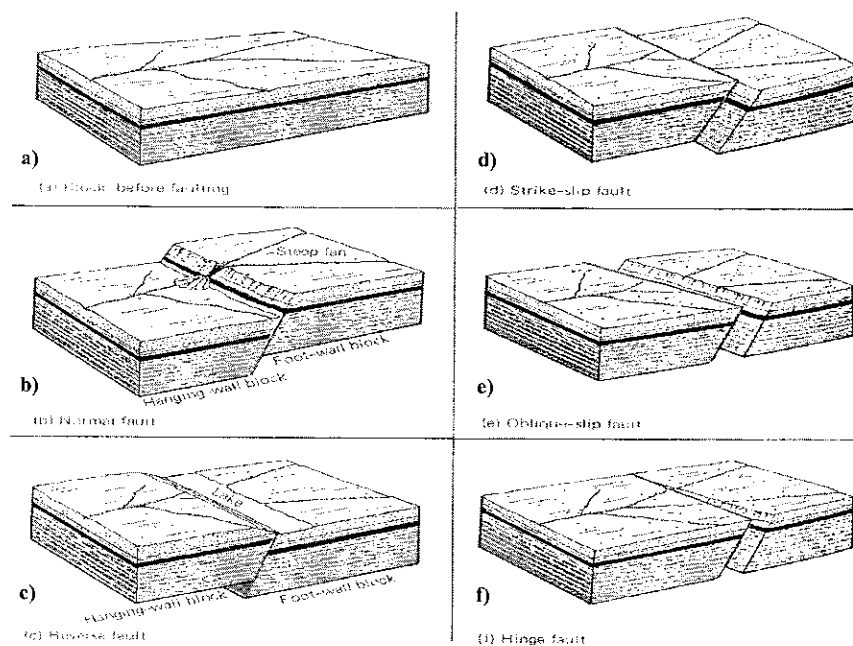 a)
(a) Block before faulting
Steep fan
Foot-wall block
b)
Hanging-wall block
(b) Normal fault
Lake
c)
Foot-wall block
Hanging-wall block
(c) Reverse fault
d)
(d) Strike-slip fault
e)
(e) Oblique-slip fault
f)
(f) Hinge fault